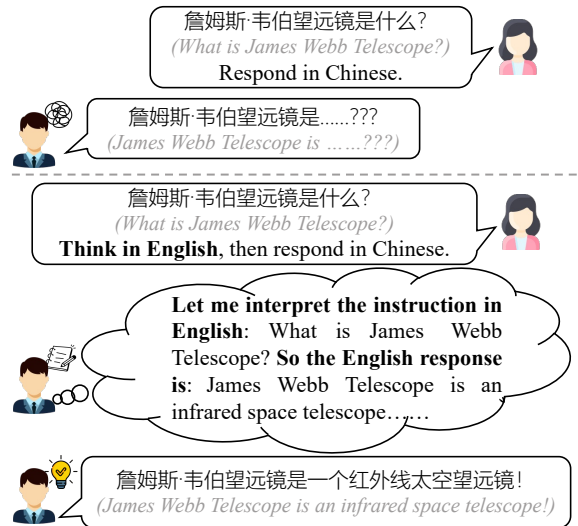 詹姆斯·韦伯望远镜是什么？
(What is James Webb Telescope?)
Respond in Chinese.
詹姆斯·韦伯望远镜是......???
(James Webb Telescope is ……???)
詹姆斯·韦伯望远镜是什么？
(What is James Webb Telescope?)
Think in English, then respond in Chinese.
Let me interpret the instruction in
English: What is James Webb
Telescope? So the English response
is: James Webb Telescope is an
infrared space telescope……
詹姆斯·韦伯望远镜是一个红外线太空望远镜！
(James Webb Telescope is an infrared space telescope!)